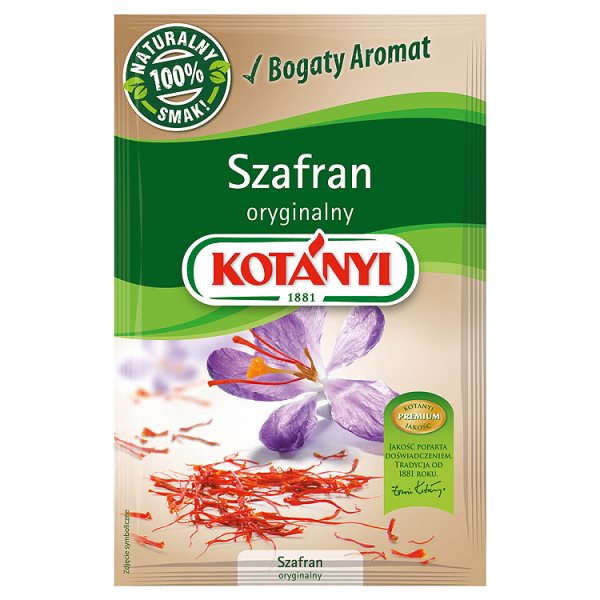 NATURALNY
100%
SMAK!
✓ Bogaty Aromat
Szafran
oryginalny
KOTÁNYI
1881
KOTANYI
PREMIUM
JAKOŚĆ
JAKOŚĆ POPARTA
DOŚWIADCZENIEM.
TRADYCJA OD
1881 ROKU.
Zdjęcie symboliczne
Szafran
oryginalny